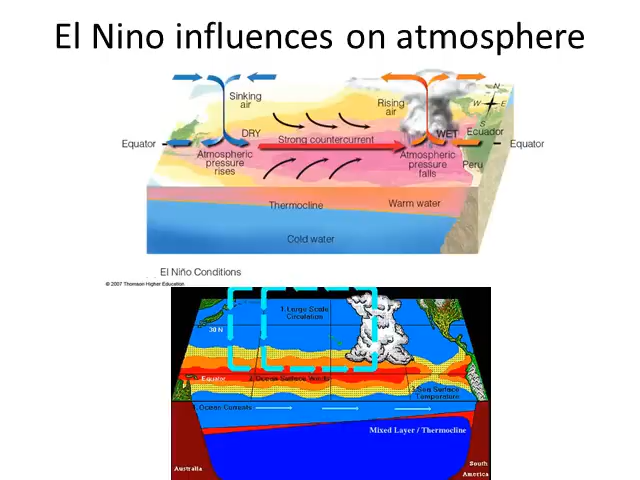 El Nino influences on atmosphere
Sinking
air
Rising
air
N
W
E
S
DRY
WET
Ecuador
Equator
Strong countercurrent
Equator
Atmospheric
pressure
rises
Atmospheric
pressure
falls
Peru
Thermocline
Warm water
Cold water
El Niño Conditions
© 2007 Thomson Higher Education
Large Scale
Circulation
30 N
Equator
2. Ocean Surface Winds
3. Sea Surface
Temperature
Ocean Currents
Mixed Layer / Thermocline
Australia
South
America